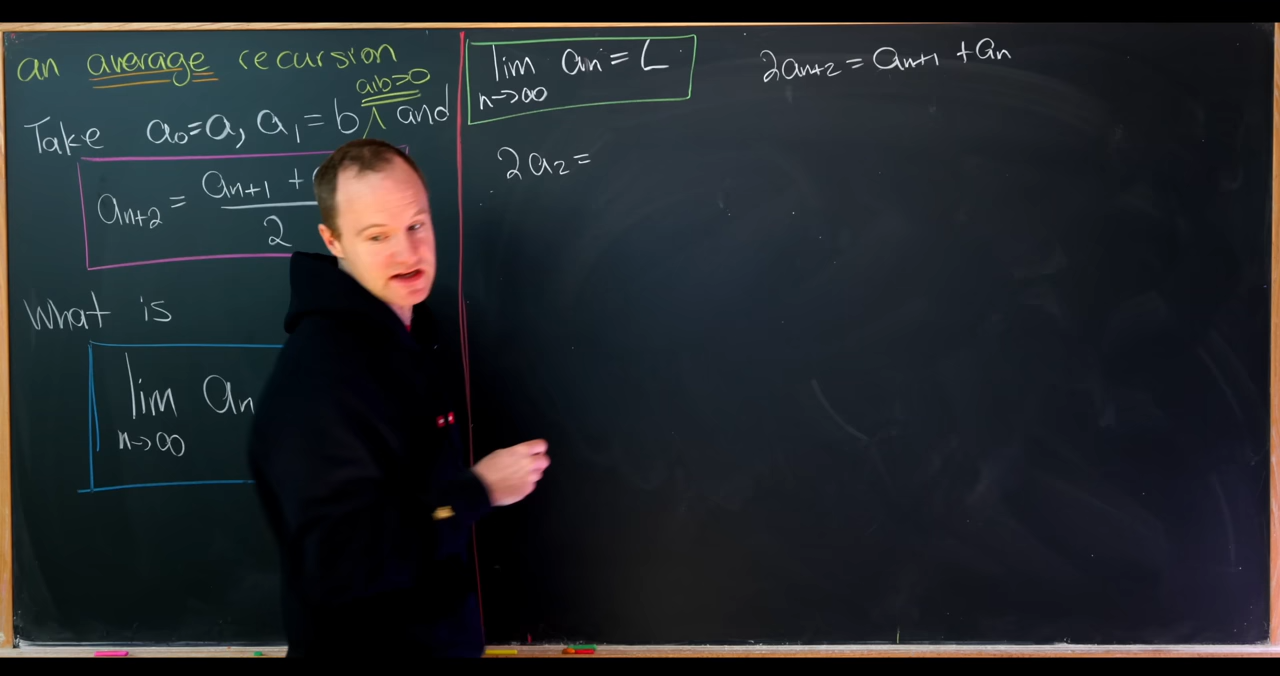 an average recursion
a,b>0
Take a₀=a, a₁=b ∧ and
aₙ₊₂ = aₙ₊₁ +
2
What is
lim aₙ
n→∞
lim aₙ = L
n→∞
2a₂ =
2aₙ₊₂ = aₙ₊₁ + aₙ